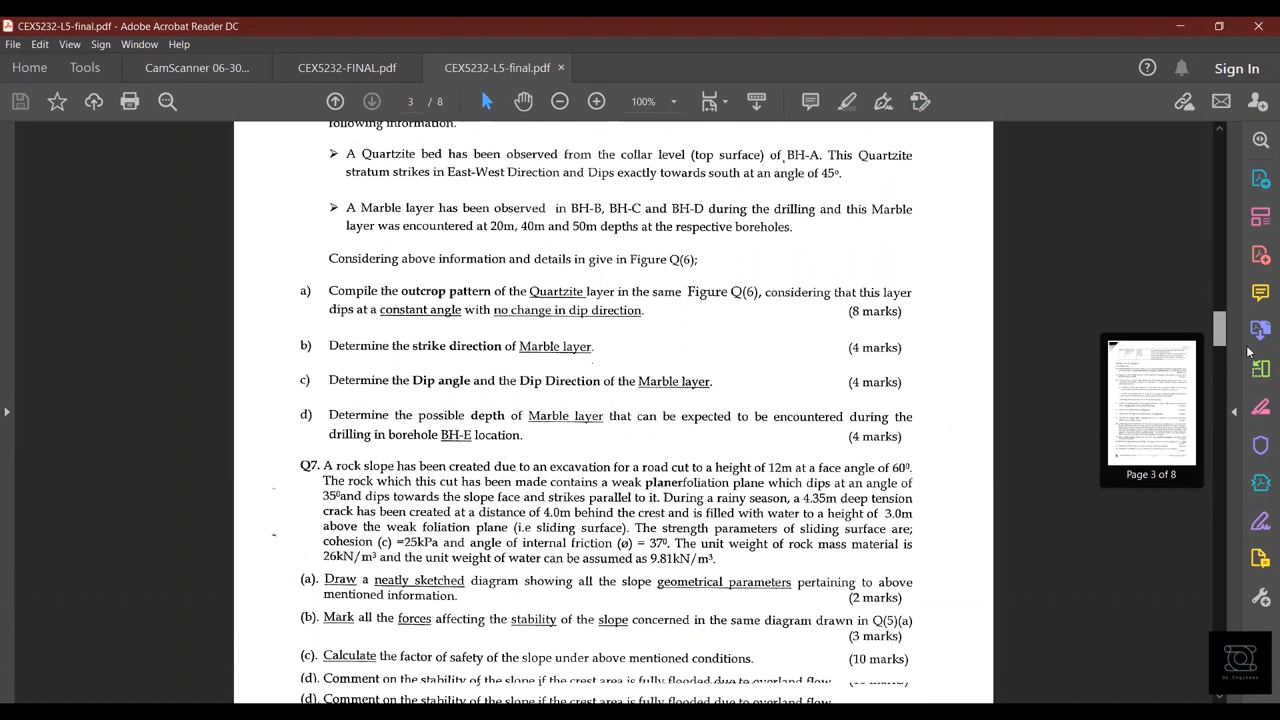 CEX5232-L5-final.pdf - Adobe Acrobat Reader DC
File Edit View Sign Window Help
Home Tools CamScanner 06-30... CEX5232-FINAL.pdf CEX5232-L5-final.pdf × Sign In
3 / 8 100%
following information.
➢ A Quartzite bed has been observed from the collar level (top surface) of BH-A. This Quartzite
stratum strikes in East-West Direction and Dips exactly towards south at an angle of 45º.
➢ A Marble layer has been observed in BH-B, BH-C and BH-D during the drilling and this Marble
layer was encountered at 20m, 40m and 50m depths at the respective boreholes.
Considering above information and details in give in Figure Q(6);
a) Compile the outcrop pattern of the Quartzite layer in the same Figure Q(6), considering that this layer
dips at a constant angle with no change in dip direction. (8 marks)
b) Determine the strike direction of Marble layer. (4 marks)
c) Determine the Dip angle and the Dip Direction of the Marble layer. (4 marks)
d) Determine the possible depth of Marble layer that can be expected to be encountered during the
drilling in borehole BH-E location. (4 marks)
Q7. A rock slope has been created due to an excavation for a road cut to a height of 12m at a face angle of 60⁰.
The rock which this cut has been made contains a weak planerfoliation plane which dips at an angle of
35⁰and dips towards the slope face and strikes parallel to it. During a rainy season, a 4.35m deep tension
crack has been created at a distance of 4.0m behind the crest and is filled with water to a height of 3.0m
above the weak foliation plane (i.e sliding surface). The strength parameters of sliding surface are;
cohesion (c) =25kPa and angle of internal friction (ø) = 37⁰. The unit weight of rock mass material is
26kN/m³ and the unit weight of water can be assumed as 9.81kN/m³.
(a). Draw a neatly sketched diagram showing all the slope geometrical parameters pertaining to above
mentioned information. (2 marks)
(b). Mark all the forces affecting the stability of the slope concerned in the same diagram drawn in Q(5)(a)
(3 marks)
(c). Calculate the factor of safety of the slope under above mentioned conditions. (10 marks)
(d). Comment on the stability of the slope if the crest area is fully flooded due to overland flow
(d). Comment on the stability of the slope if the crest area is fully flooded due to overland flow
Page 3 of 8